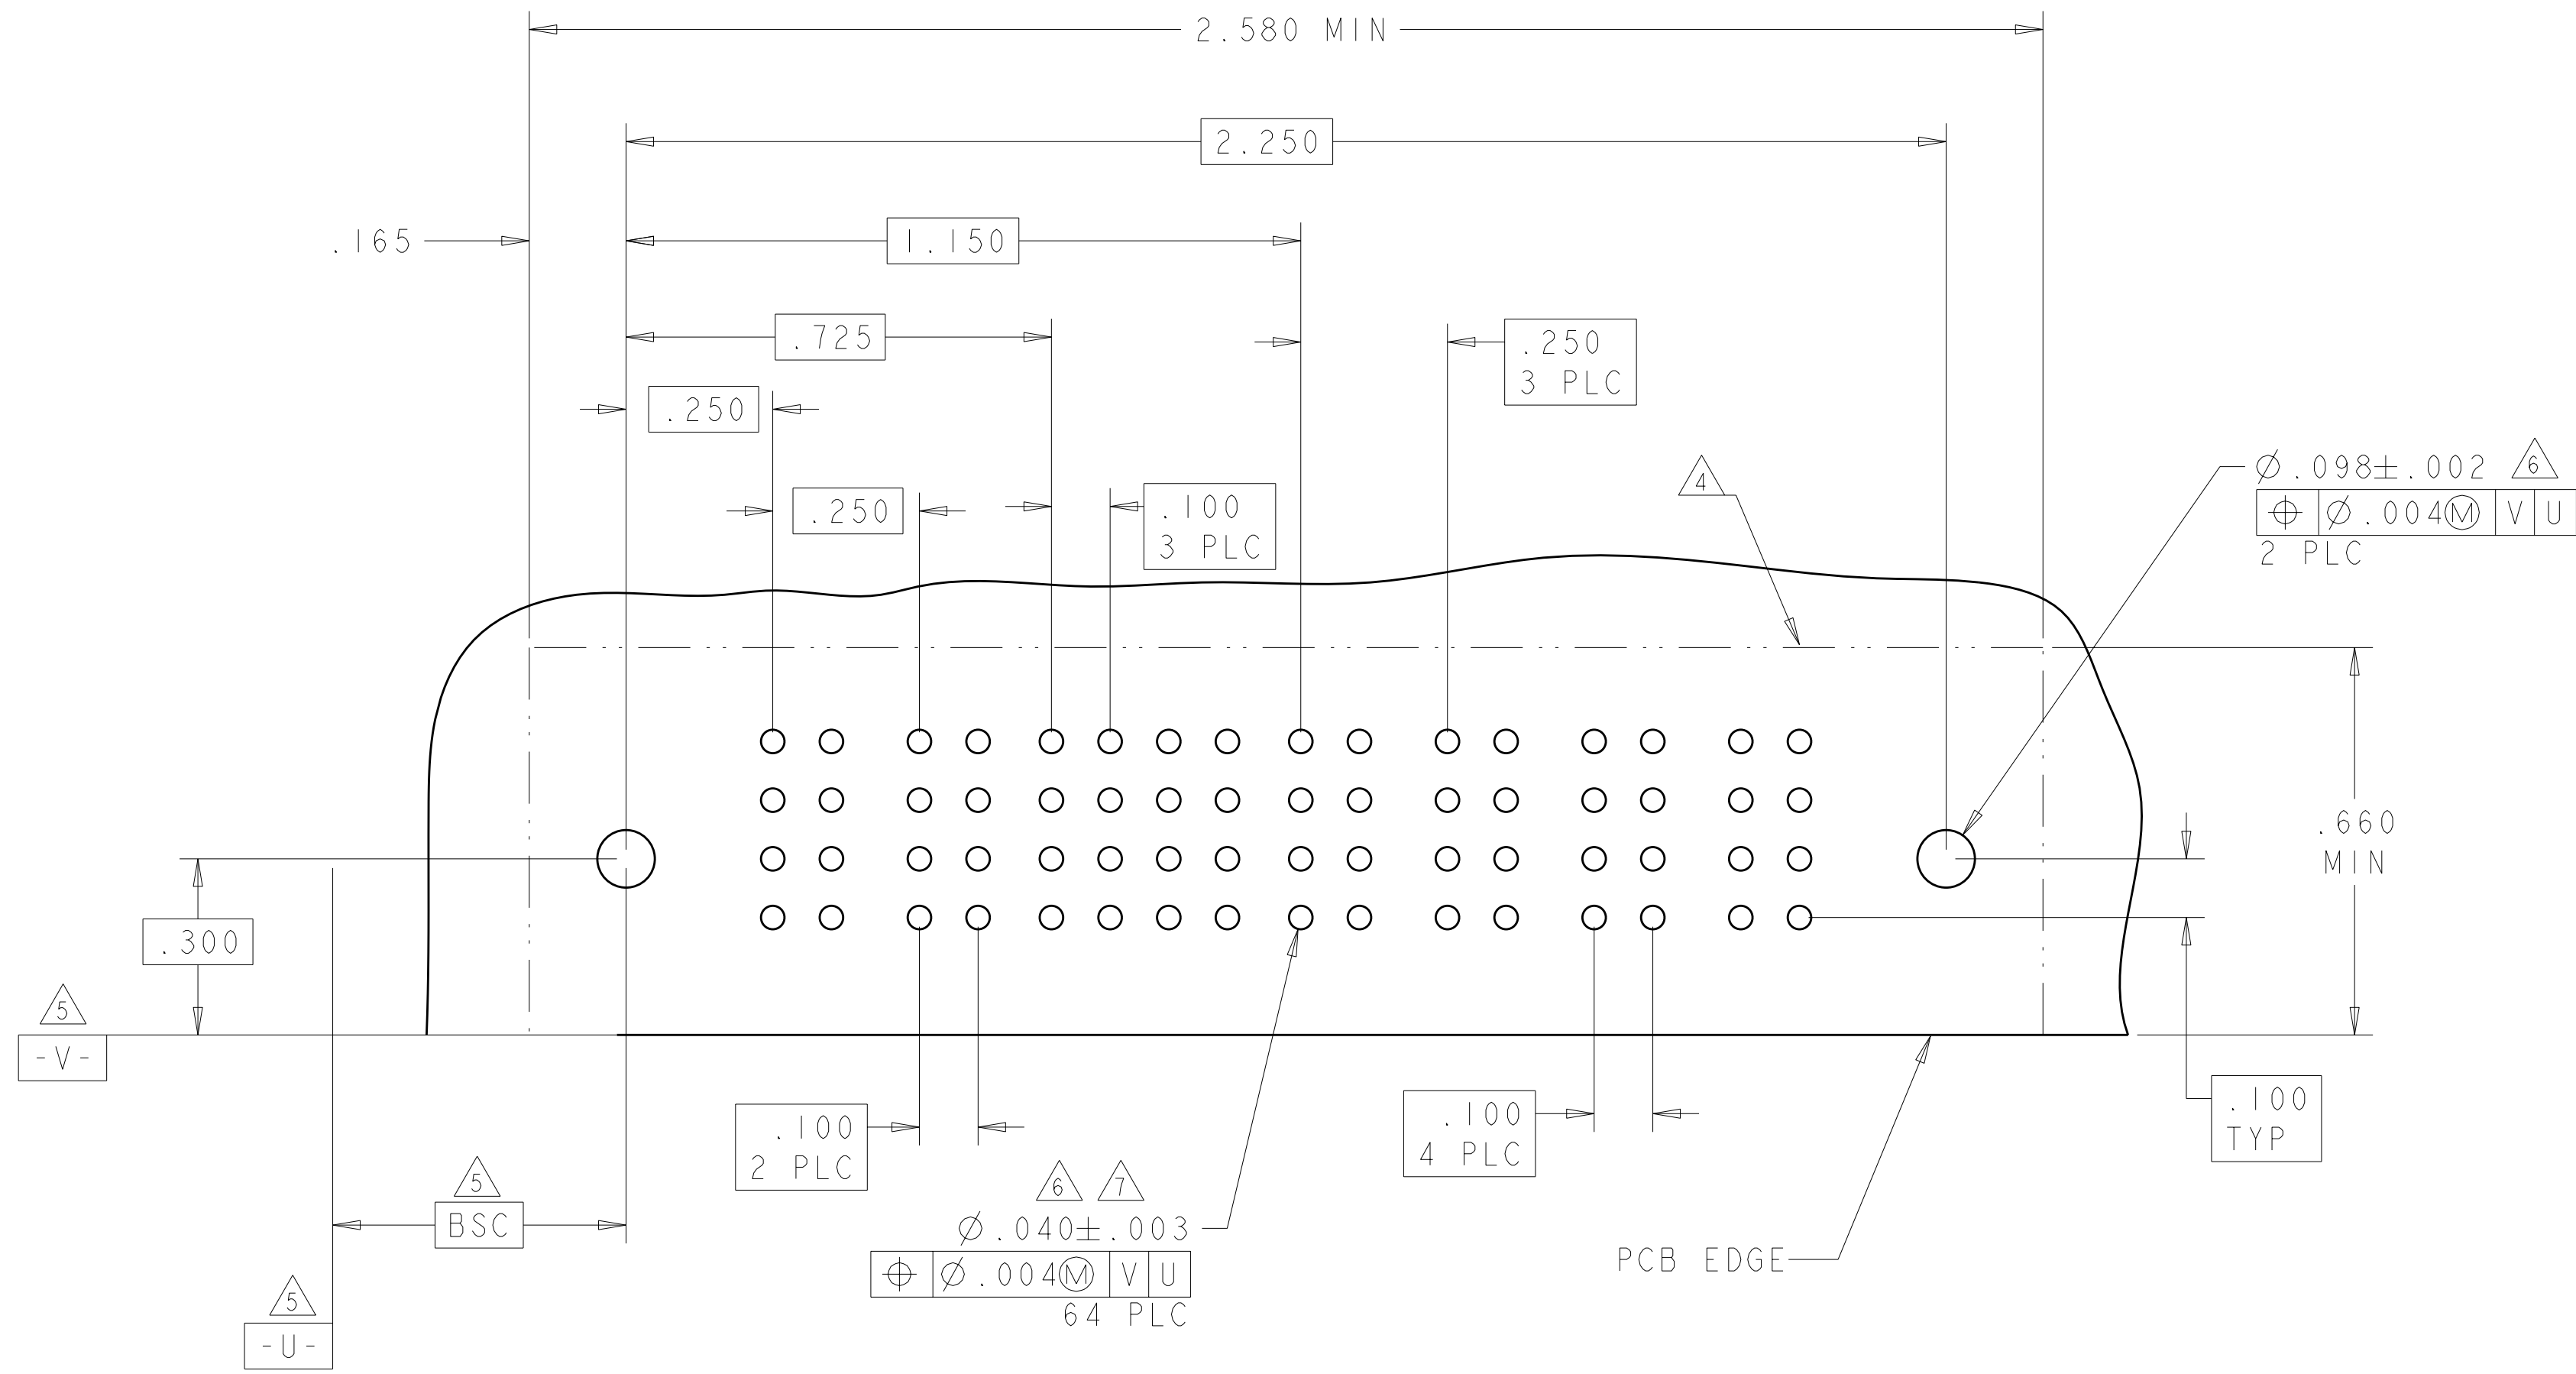 2.580 MIN
2.250
.165
1.150
.725
.250
3 PLC
.250
.250
.100
3 PLC
4
Ø.098±.002 6
⌖ Ø.004Ⓜ V U
2 PLC
.660
MIN
.300
5
-V-
.100
2 PLC
.100
4 PLC
.100
TYP
5
BSC
6 7
Ø.040±.003
⌖ Ø.004Ⓜ V U
64 PLC
PCB EDGE
5
-U-